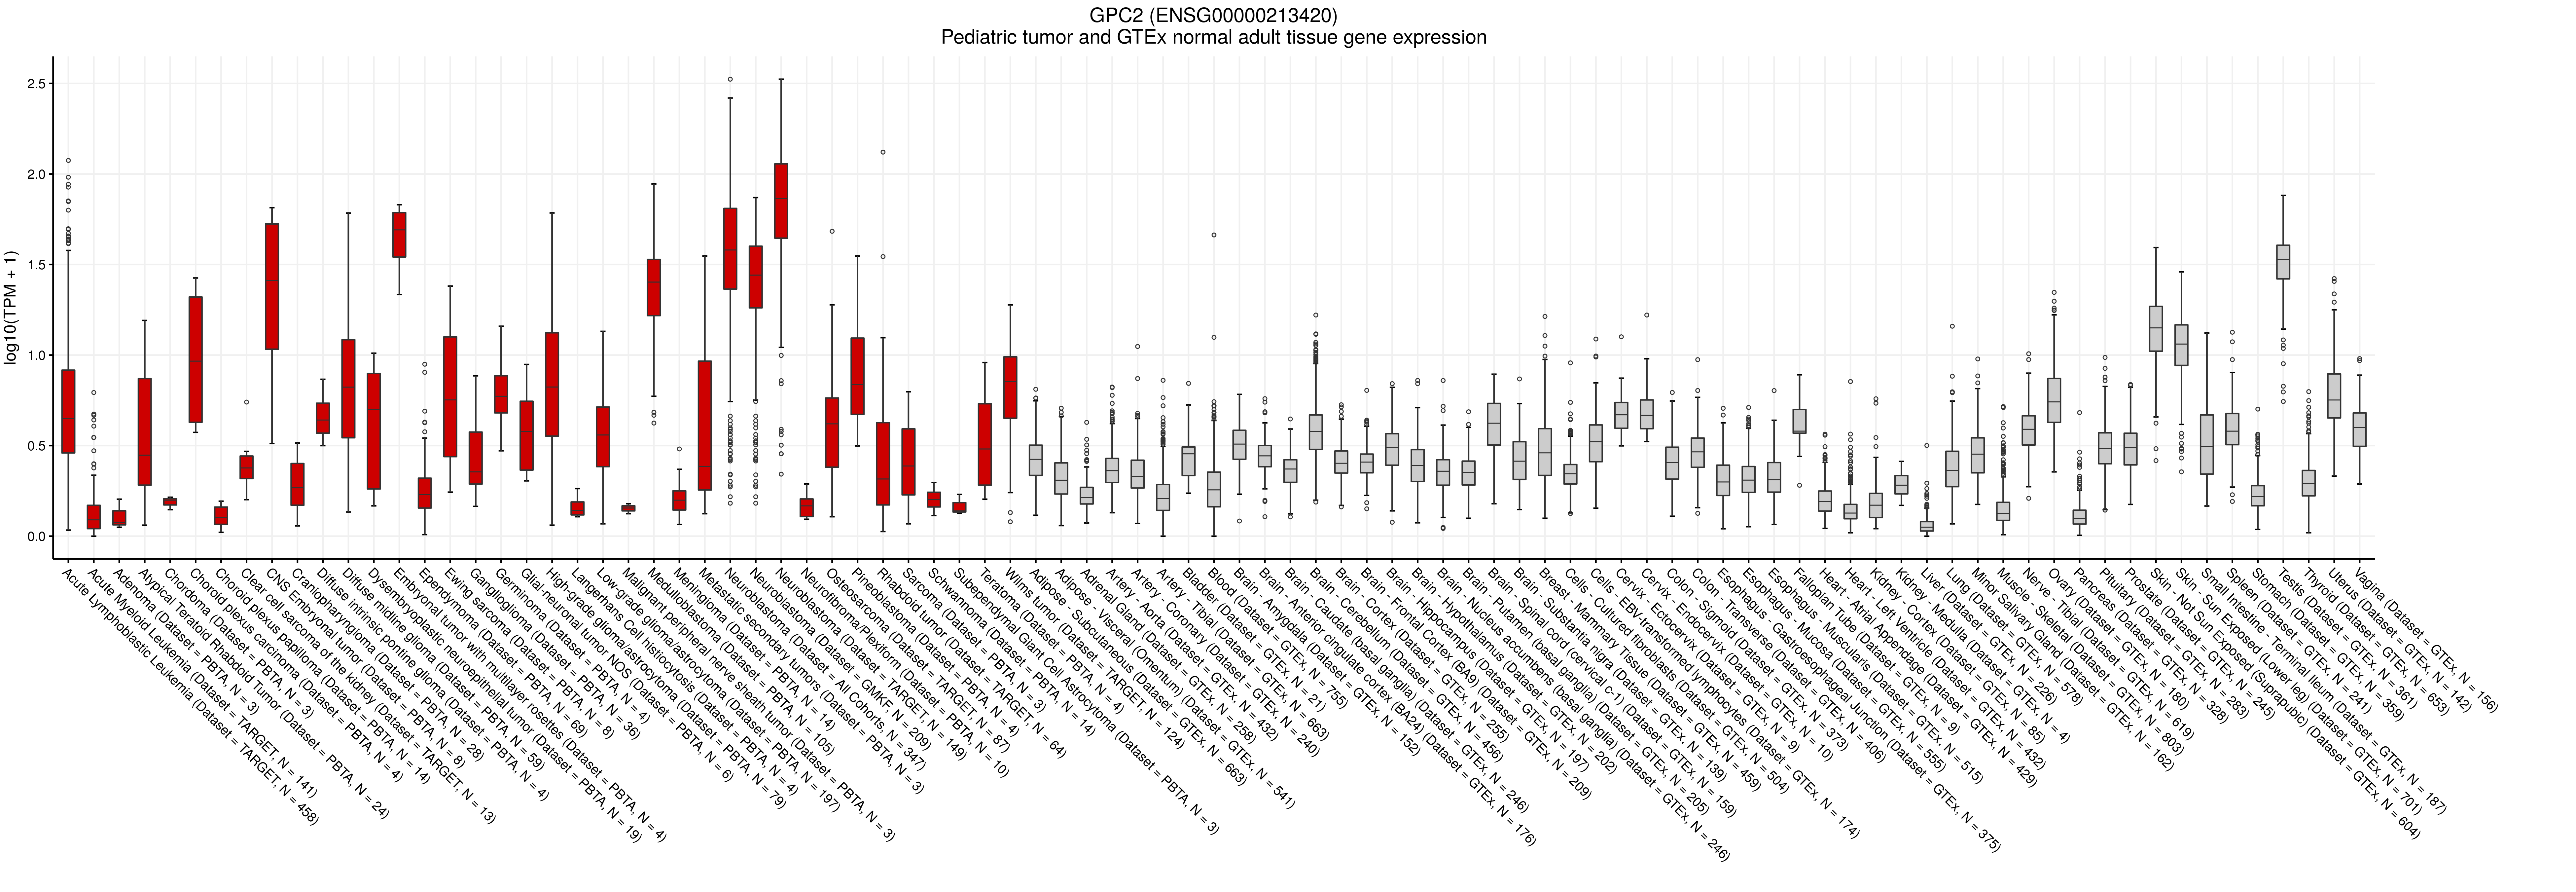 GPC2 (ENSG00000213420)
Pediatric tumor and GTEx normal adult tissue gene expression
log10(TPM + 1)
2.5
2.0
1.5
1.0
0.5
0.0
Acute Lymphoblastic Leukemia (Dataset = TARGET, N = 458)
Acute Myeloid Leukemia (Dataset = TARGET, N = 141)
Adenoma (Dataset = PBTA, N = 3)
Atypical Teratoid Rhabdoid Tumor (Dataset = PBTA, N = 24)
Chordoma (Dataset = PBTA, N = 3)
Choroid plexus carcinoma (Dataset = PBTA, N = 4)
Choroid plexus papilloma (Dataset = PBTA, N = 14)
Clear cell sarcoma of the kidney (Dataset = TARGET, N = 13)
CNS Embryonal tumor (Dataset = PBTA, N = 8)
Craniopharyngioma (Dataset = PBTA, N = 28)
Diffuse intrinsic pontine glioma (Dataset = PBTA, N = 4)
Diffuse midline glioma (Dataset = PBTA, N = 59)
Dysembryoplastic neuroepithelial tumor (Dataset = PBTA, N = 19)
Embryonal tumor with multilayer rosettes (Dataset = PBTA, N = 4)
Ependymoma (Dataset = PBTA, N = 69)
Ewing sarcoma (Dataset = PBTA, N = 8)
Ganglioglioma (Dataset = PBTA, N = 36)
Germinoma (Dataset = PBTA, N = 4)
Glial-neuronal tumor NOS (Dataset = PBTA, N = 6)
High-grade glioma/astrocytoma (Dataset = PBTA, N = 79)
Langerhans Cell histiocytosis (Dataset = PBTA, N = 4)
Low-grade glioma/astrocytoma (Dataset = PBTA, N = 197)
Malignant peripheral nerve sheath tumor (Dataset = PBTA, N = 3)
Medulloblastoma (Dataset = PBTA, N = 105)
Meningioma (Dataset = PBTA, N = 14)
Metastatic secondary tumors (Dataset = PBTA, N = 3)
Neuroblastoma (Dataset = All Cohorts, N = 347)
Neuroblastoma (Dataset = GMKF, N = 209)
Neuroblastoma (Dataset = TARGET, N = 149)
Neurofibroma/Plexiform (Dataset = PBTA, N = 10)
Osteosarcoma (Dataset = TARGET, N = 87)
Pineoblastoma (Dataset = PBTA, N = 4)
Rhabdoid tumor (Dataset = TARGET, N = 64)
Sarcoma (Dataset = PBTA, N = 3)
Schwannoma (Dataset = PBTA, N = 14)
Subependymal Giant Cell Astrocytoma (Dataset = PBTA, N = 3)
Teratoma (Dataset = PBTA, N = 4)
Wilms tumor (Dataset = TARGET, N = 124)
Adipose - Subcutaneous (Dataset = GTEx, N = 663)
Adipose - Visceral (Omentum) (Dataset = GTEx, N = 541)
Adrenal Gland (Dataset = GTEx, N = 258)
Artery - Aorta (Dataset = GTEx, N = 432)
Artery - Coronary (Dataset = GTEx, N = 240)
Artery - Tibial (Dataset = GTEx, N = 663)
Bladder (Dataset = GTEx, N = 21)
Blood (Dataset = GTEx, N = 755)
Brain - Amygdala (Dataset = GTEx, N = 152)
Brain - Anterior cingulate cortex (BA24) (Dataset = GTEx, N = 176)
Brain - Caudate (basal ganglia) (Dataset = GTEx, N = 246)
Brain - Cerebellum (Dataset = GTEx, N = 456)
Brain - Cortex (Dataset = GTEx, N = 255)
Brain - Frontal Cortex (BA9) (Dataset = GTEx, N = 209)
Brain - Hippocampus (Dataset = GTEx, N = 197)
Brain - Hypothalamus (Dataset = GTEx, N = 202)
Brain - Nucleus accumbens (basal ganglia) (Dataset = GTEx, N = 246)
Brain - Putamen (basal ganglia) (Dataset = GTEx, N = 205)
Brain - Spinal cord (cervical c-1) (Dataset = GTEx, N = 159)
Brain - Substantia nigra (Dataset = GTEx, N = 139)
Breast - Mammary Tissue (Dataset = GTEx, N = 459)
Cells - Cultured fibroblasts (Dataset = GTEx, N = 504)
Cells - EBV-transformed lymphocytes (Dataset = GTEx, N = 174)
Cervix - Ectocervix (Dataset = GTEx, N = 9)
Cervix - Endocervix (Dataset = GTEx, N = 10)
Colon - Sigmoid (Dataset = GTEx, N = 373)
Colon - Transverse (Dataset = GTEx, N = 406)
Esophagus - Gastroesophageal Junction (Dataset = GTEx, N = 375)
Esophagus - Mucosa (Dataset = GTEx, N = 555)
Esophagus - Muscularis (Dataset = GTEx, N = 515)
Fallopian Tube (Dataset = GTEx, N = 9)
Heart - Atrial Appendage (Dataset = GTEx, N = 429)
Heart - Left Ventricle (Dataset = GTEx, N = 432)
Kidney - Cortex (Dataset = GTEx, N = 85)
Kidney - Medulla (Dataset = GTEx, N = 4)
Liver (Dataset = GTEx, N = 226)
Lung (Dataset = GTEx, N = 578)
Minor Salivary Gland (Dataset = GTEx, N = 162)
Muscle - Skeletal (Dataset = GTEx, N = 803)
Nerve - Tibial (Dataset = GTEx, N = 619)
Ovary (Dataset = GTEx, N = 180)
Pancreas (Dataset = GTEx, N = 328)
Pituitary (Dataset = GTEx, N = 283)
Prostate (Dataset = GTEx, N = 245)
Skin - Not Sun Exposed (Suprapubic) (Dataset = GTEx, N = 604)
Skin - Sun Exposed (Lower leg) (Dataset = GTEx, N = 701)
Small Intestine - Terminal Ileum (Dataset = GTEx, N = 187)
Spleen (Dataset = GTEx, N = 241)
Stomach (Dataset = GTEx, N = 359)
Testis (Dataset = GTEx, N = 361)
Thyroid (Dataset = GTEx, N = 653)
Uterus (Dataset = GTEx, N = 142)
Vagina (Dataset = GTEx, N = 156)